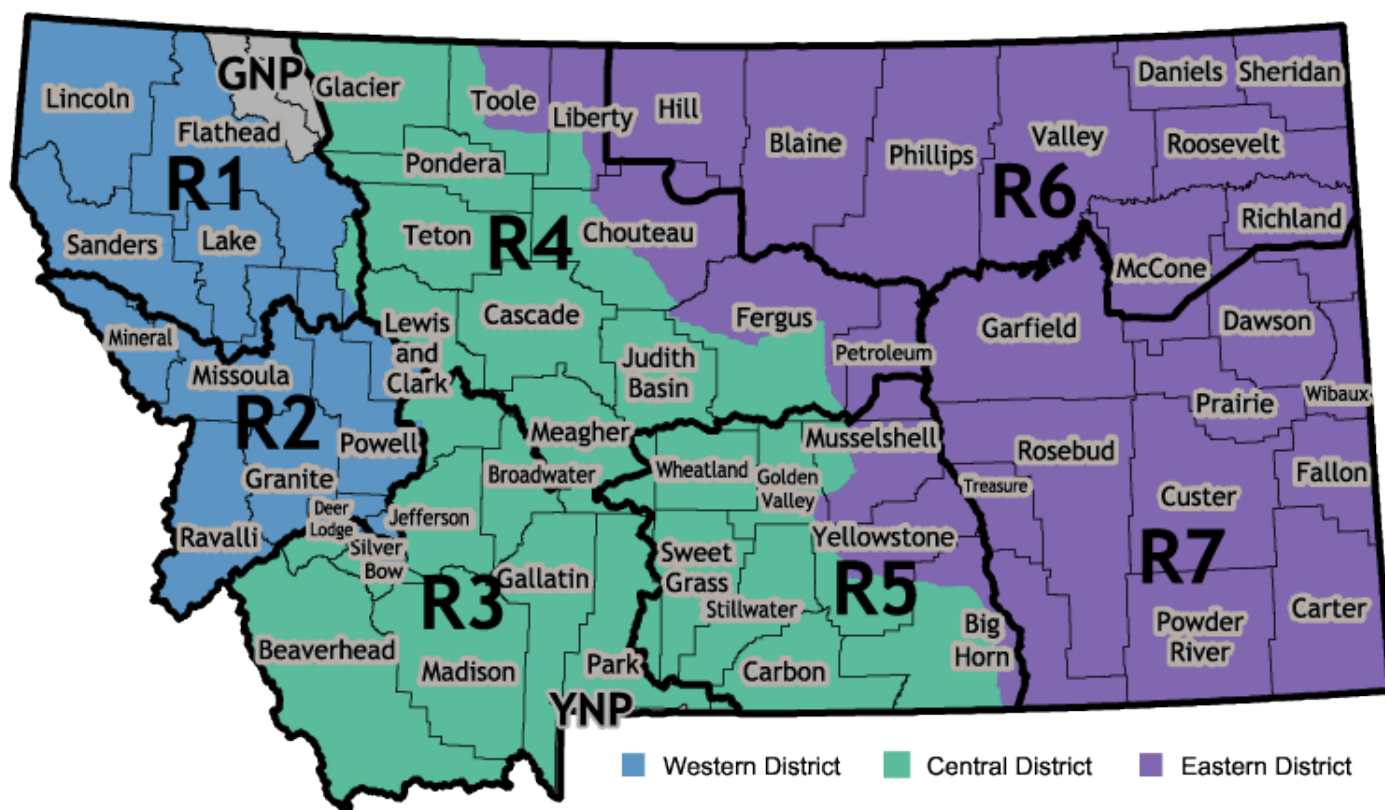 Lincoln
GNP
Glacier
Toole
Liberty
Hill
Blaine
Phillips
Valley
Daniels
Sheridan
Roosevelt
Flathead
R1
Pondera
R6
Richland
Sanders
Lake
Teton
R4
Chouteau
McCone
Mineral
Missoula
Lewis
and
Clark
Cascade
Judith
Basin
Fergus
Petroleum
Garfield
Dawson
Wibaux
Prairie
R2
Powell
Meagher
Musselshell
Rosebud
Fallon
Granite
Broadwater
Wheatland
Golden
Valley
Treasure
Custer
Ravalli
Deer
Lodge
Silver
Bow
Jefferson
Gallatin
R3
Sweet
Grass
Yellowstone
R5
Stillwater
R7
Carter
Beaverhead
Madison
Park
Carbon
Big
Horn
Powder
River
YNP
Western District
Central District
Eastern District